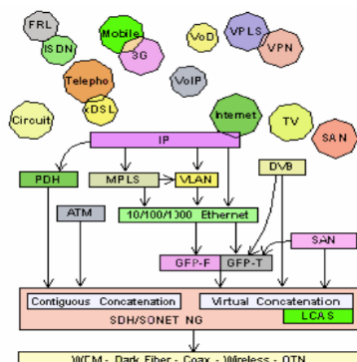 FRL
ISDN
Mobile
3G
VoD
VPLS
VPN
Telepho
xDSL
VoIP
Internet
Circuit
TV
SAN
IP
PDH
MPLS
VLAN
DVB
ATM
10/100/1000 Ethernet
SAN
GFP-F
GFP-T
Contiguous Concatenation
Virtual Concatenation
LCAS
SDH/SONET NG
Dark Fiber - Coax - Wireless - OTN